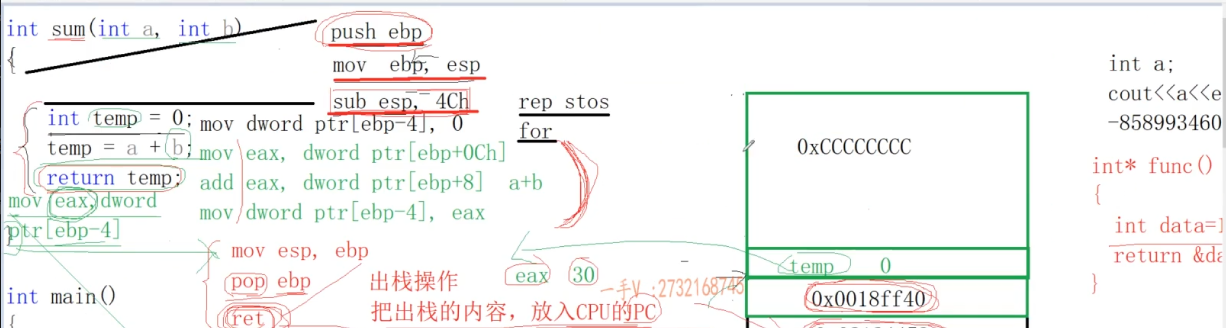 int sum(int a, int b)
{
push ebp
mov ebp, esp
sub esp, 4Ch
rep stos
for
int temp = 0;
mov dword ptr[ebp-4], 0
temp = a + b;
mov eax, dword ptr[ebp+0Ch]
return temp;
add eax, dword ptr[ebp+8] a+b
mov eax,dword
ptr[ebp-4]
mov dword ptr[ebp-4], eax
}
mov esp, ebp
pop ebp
ret
出栈操作
把出栈的内容，放入CPU的PC
eax 30
int main()
{
0xCCCCCCCC
temp 0
0x0018ff40
int a;
cout<<a<<e
-858993460
int* func()
{
int data=1
return &da
}